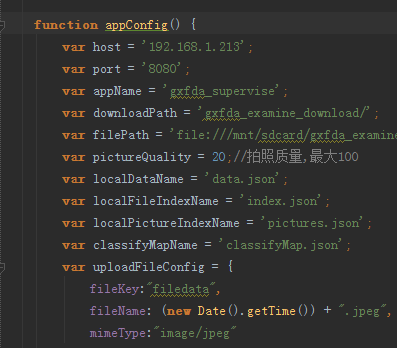 function appConfig() {
var host = '192.168.1.213';
var port = '8080';
var appName = 'gxfda_supervise';
var downloadPath = 'gxfda_examine_download/';
var filePath = 'file:///mnt/sdcard/gxfda_examine
var pictureQuality = 20;//拍照质量,最大100
var localDataName = 'data.json';
var localFileIndexName = 'index.json';
var localPictureIndexName = 'pictures.json';
var classifyMapName = 'classifyMap.json';
var uploadFileConfig = {
fileKey:"filedata",
fileName: (new Date().getTime()) + ".jpeg",
mimeType:"image/jpeg"